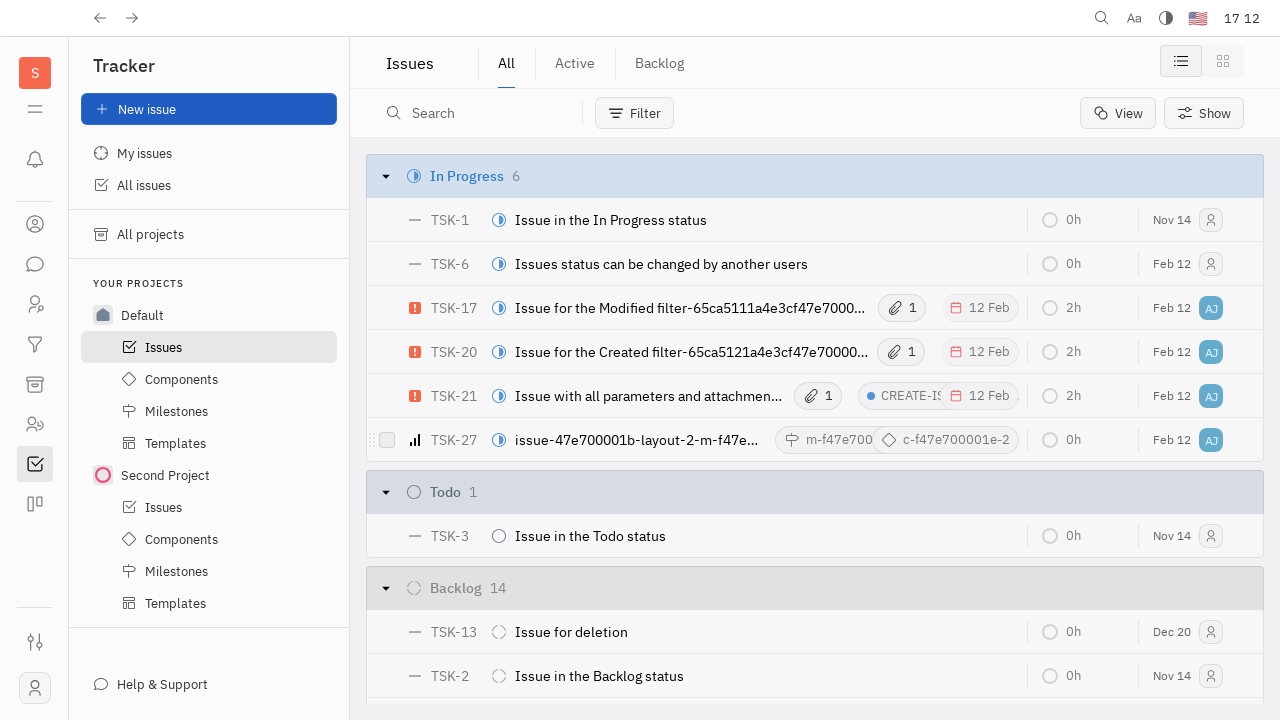 Aa
17 12
S
Tracker
New issue
My issues
All issues
All projects
YOUR PROJECTS
Default
Issues
Components
Milestones
Templates
Second Project
Issues
Components
Milestones
Templates
Help & Support
Issues
All
Active
Backlog
Search
Filter
View
Show
In Progress 6
TSK-1 Issue in the In Progress status 0h Nov 14
TSK-6 Issues status can be changed by another users 0h Feb 12
TSK-17 Issue for the Modified filter-65ca5111a4e3cf47e7000... 1 12 Feb 2h Feb 12 AJ
TSK-20 Issue for the Created filter-65ca5121a4e3cf47e70000... 1 12 Feb 2h Feb 12 AJ
TSK-21 Issue with all parameters and attachmen... 1 CREATE-IS 12 Feb 2h Feb 12 AJ
TSK-27 issue-47e700001b-layout-2-m-f47e... m-f47e700 c-f47e700001e-2 0h Feb 12 AJ
Todo 1
TSK-3 Issue in the Todo status 0h Nov 14
Backlog 14
TSK-13 Issue for deletion 0h Dec 20
TSK-2 Issue in the Backlog status 0h Nov 14